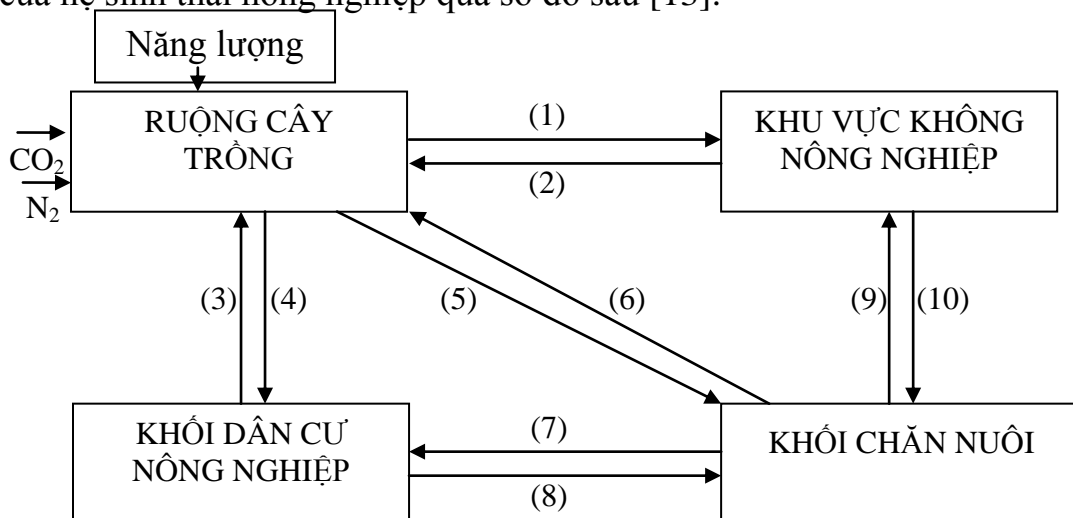 của hệ sinh thái nông nghiệp qua sơ đồ sau [13].
Năng lượng
RUỘNG CÂY
TRỒNG
(1)
KHU VỰC KHÔNG
NÔNG NGHIỆP
CO₂
(2)
N₂
(3)
(4)
(5)
(6)
(9)
(10)
KHỐI DÂN CƯ
NÔNG NGHIỆP
(7)
KHỐI CHĂN NUÔI
(8)